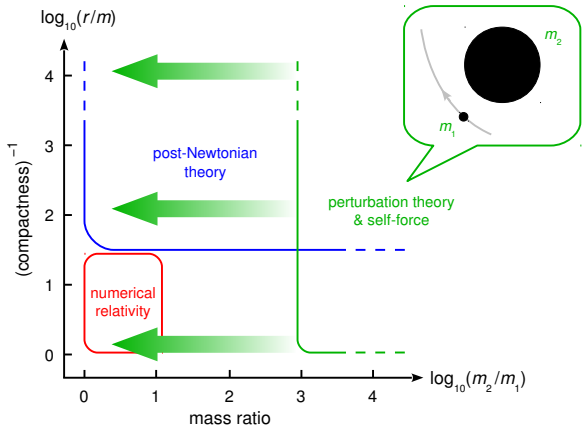 log₁₀(r/m)
m₂
m₁
4
3
2
1
0
(compactness)⁻¹
post-Newtonian
theory
perturbation theory
& self-force
numerical
relativity
0
1
2
3
4
log₁₀(m₂/m₁)
mass ratio